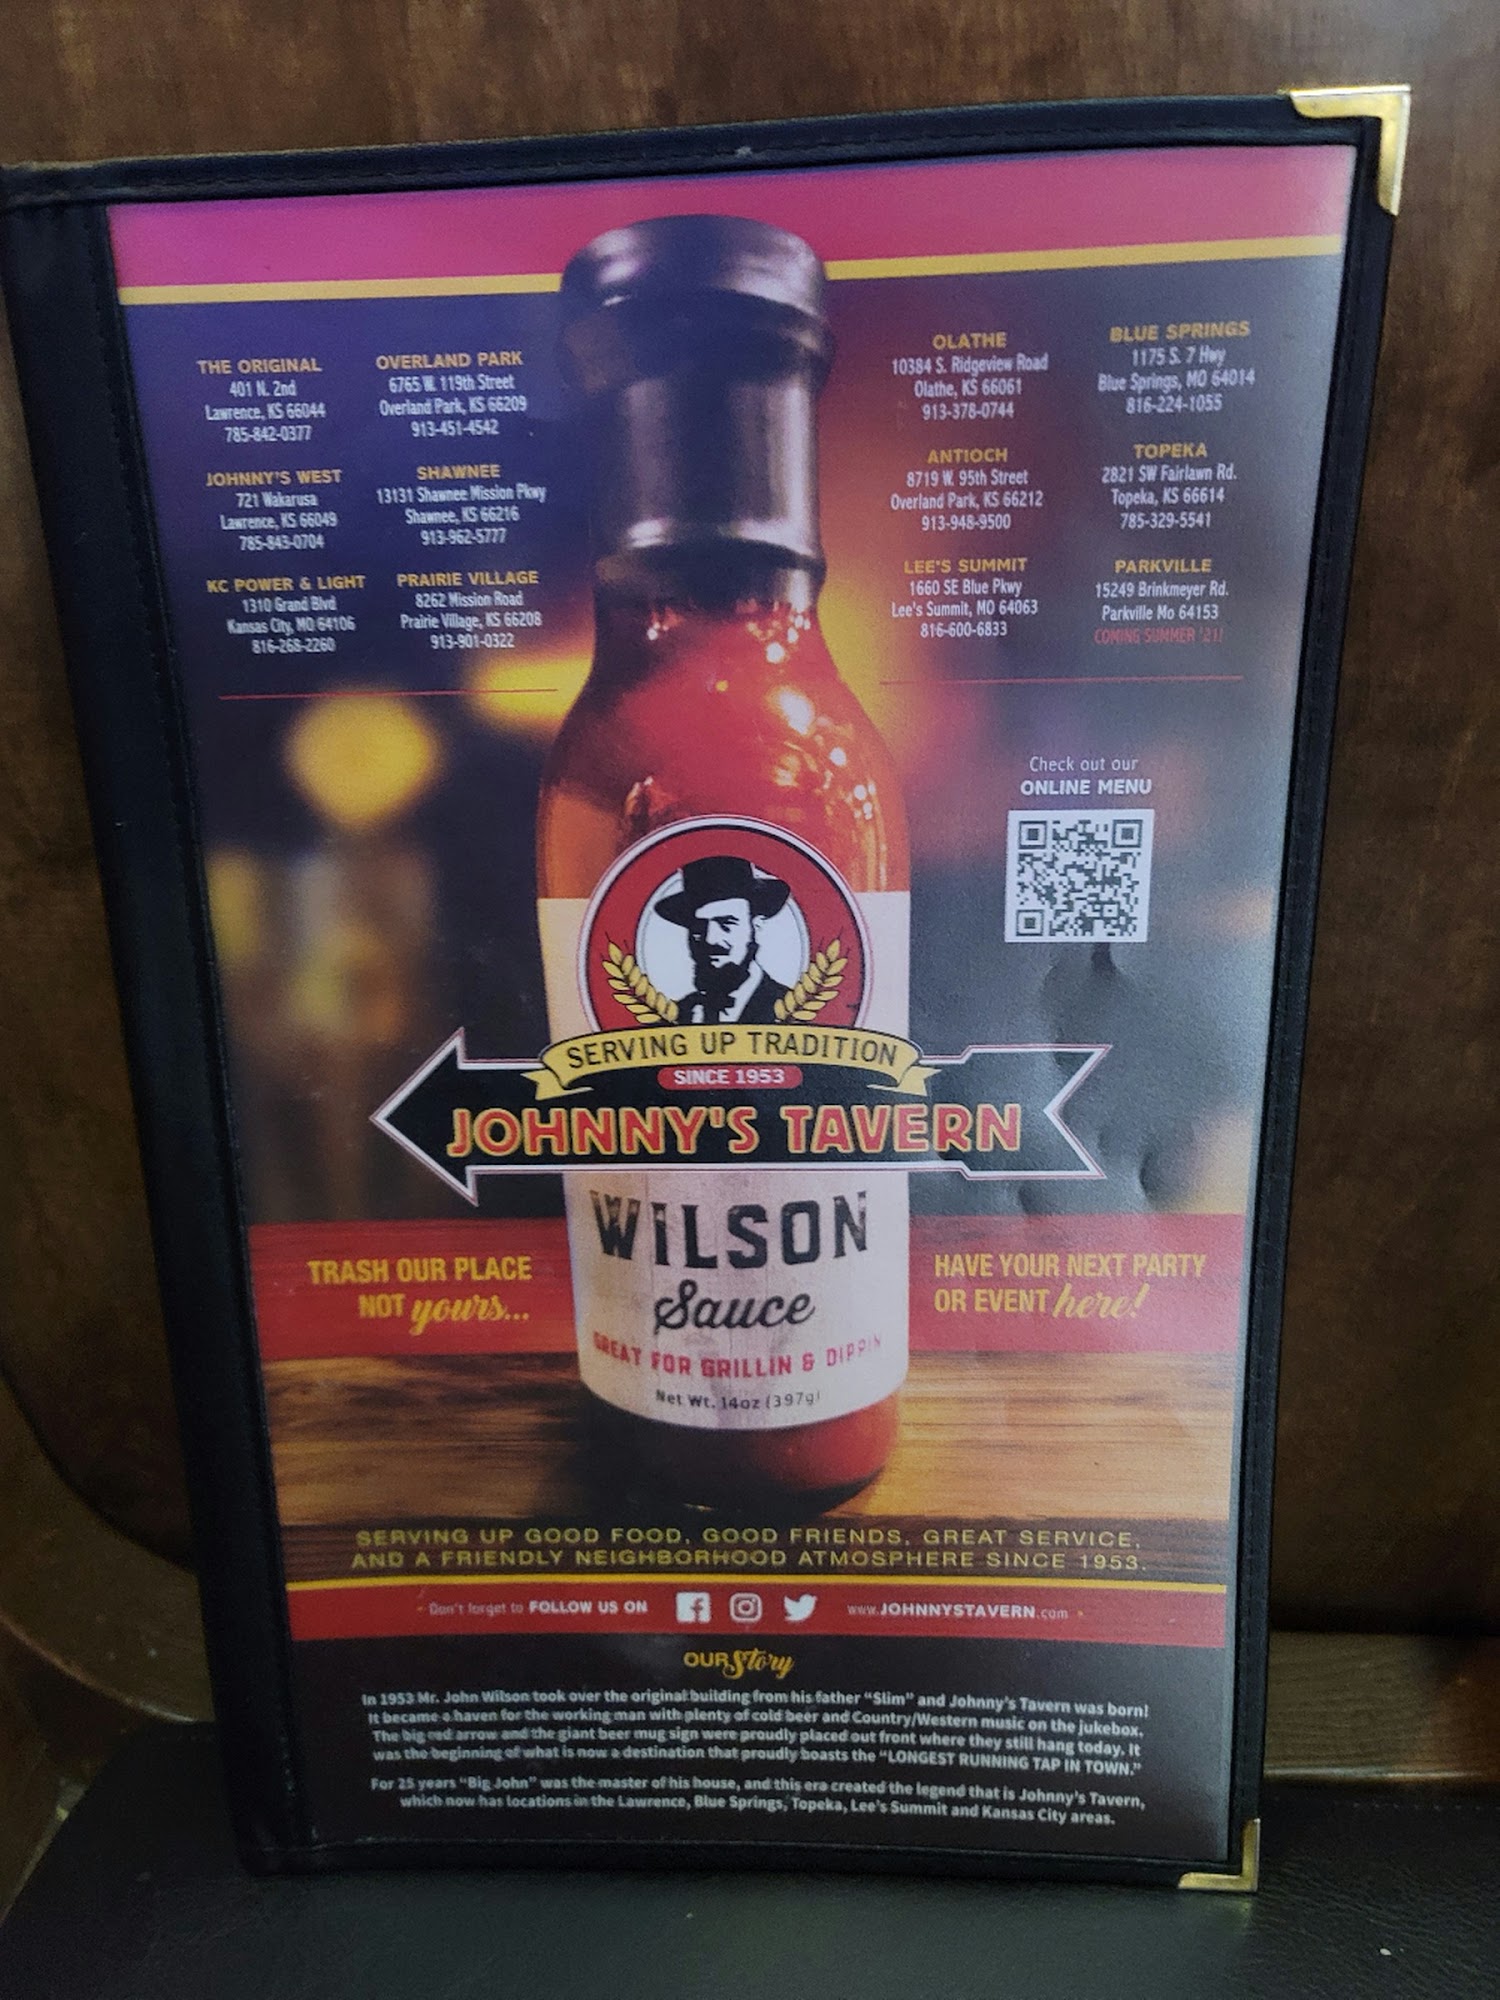 THE ORIGINAL
401 N. 2nd
Lawrence, KS 66044
785-842-0377
JOHNNY'S WEST
721 Wakarusa
Lawrence, KS 66049
785-843-0704
KC POWER & LIGHT
1310 Grand Blvd
Kansas City, MO 64106
816-268-2260
OVERLAND PARK
6765 W. 119th Street
Overland Park, KS 66209
913-451-4542
SHAWNEE
13131 Shawnee Mission Pkwy
Shawnee, KS 66216
913-962-5777
PRAIRIE VILLAGE
8262 Mission Road
Prairie Village, KS 66208
913-901-0322
OLATHE
10384 S. Ridgeview Road
Olathe, KS 66061
913-378-0744
ANTIOCH
8719 W. 95th Street
Overland Park, KS 66212
913-948-9500
LEE'S SUMMIT
1660 SE Blue Pkwy
Lee's Summit, MO 64063
816-600-6833
BLUE SPRINGS
1175 S. 7 Hwy
Blue Springs, MO 64014
816-224-1055
TOPEKA
2821 SW Fairlawn Rd.
Topeka, KS 66614
785-329-5541
PARKVILLE
15249 Brinkmeyer Rd.
Parkville Mo 64153
COMING SUMMER '21!
Check out our
ONLINE MENU
SERVING UP TRADITION
SINCE 1953
JOHNNY'S TAVERN
WILSON
Sauce
GREAT FOR GRILLIN & DIPPIN
Net Wt. 14oz (397g)
TRASH OUR PLACE
NOT yours...
HAVE YOUR NEXT PARTY
OR EVENT here!
SERVING UP GOOD FOOD, GOOD FRIENDS, GREAT SERVICE,
AND A FRIENDLY NEIGHBORHOOD ATMOSPHERE SINCE 1953.
Don't forget to FOLLOW US ON
www.JOHNNYSTAVERN.com
OUR Story
In 1953 Mr. John Wilson took over the original building from his father "Slim" and Johnny's Tavern was born!
It became a haven for the working man with plenty of cold beer and Country/Western music on the jukebox.
The big red arrow and the giant beer mug sign were proudly placed out front where they still hang today. It
was the beginning of what is now a destination that proudly boasts the "LONGEST RUNNING TAP IN TOWN."
For 25 years "Big John" was the master of his house, and this era created the legend that is Johnny's Tavern,
which now has locations in the Lawrence, Blue Springs, Topeka, Lee's Summit and Kansas City areas.